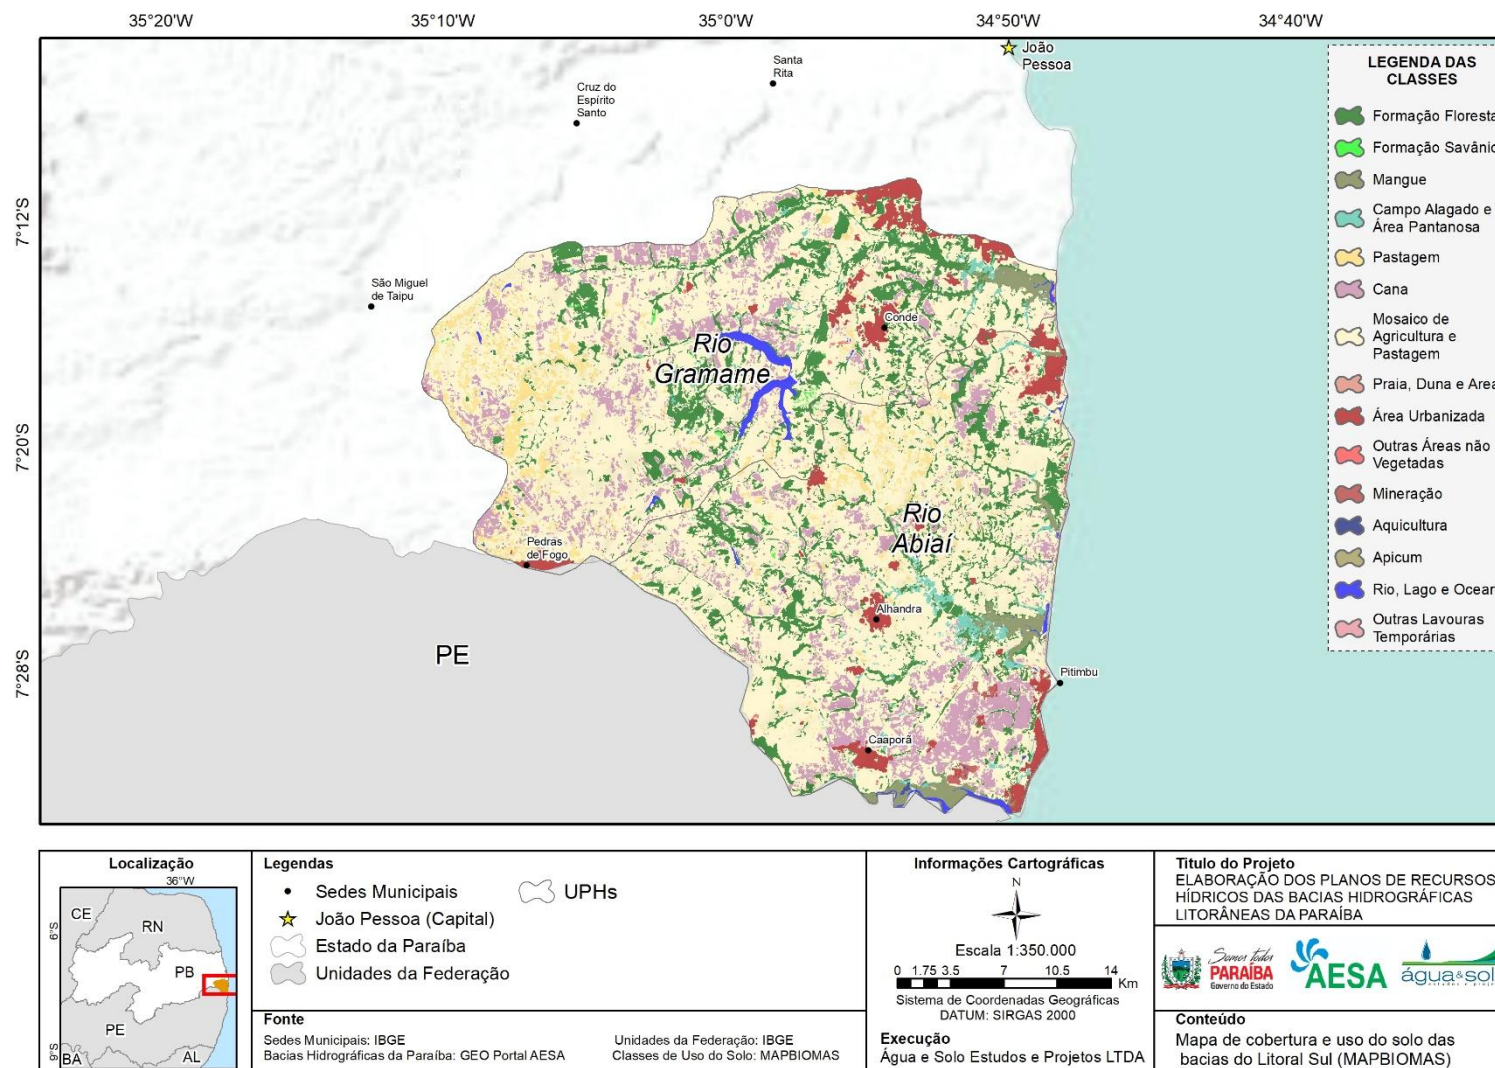 35°20'W 35°10'W 35°0'W 34°50'W 34°40'W
7°12'S
7°20'S
7°28'S
João
Pessoa
Santa
Rita
Cruz do
Espírito
Santo
São Miguel
de Taipu
Conde
Rio
Gramame
Rio
Abiaí
Pedras
de Fogo
Alhandra
PE
Pitimbu
Caaporã
LEGENDA DAS
CLASSES
Formação Floresta
Formação Savânic
Mangue
Campo Alagado e
Área Pantanosa
Pastagem
Cana
Mosaico de
Agricultura e
Pastagem
Praia, Duna e Area
Área Urbanizada
Outras Áreas não
Vegetadas
Mineração
Aquicultura
Apicum
Rio, Lago e Ocean
Outras Lavouras
Temporárias
Localização
36°W
6°S
9°S
CE
RN
PB
PE
BA
AL
Legendas
Sedes Municipais
UPHs
João Pessoa (Capital)
Estado da Paraíba
Unidades da Federação
Fonte
Sedes Municipais: IBGE
Unidades da Federação: IBGE
Bacias Hidrográficas da Paraíba: GEO Portal AESA
Classes de Uso do Solo: MAPBIOMAS
Informações Cartográficas
N
Escala 1:350.000
0 1.75 3.5 7 10.5 14
Km
Sistema de Coordenadas Geográficas
DATUM: SIRGAS 2000
Execução
Água e Solo Estudos e Projetos LTDA
Titulo do Projeto
ELABORAÇÃO DOS PLANOS DE RECURSOS
HÍDRICOS DAS BACIAS HIDROGRÁFICAS
LITORÂNEAS DA PARAÍBA
Somos todos
PARAÍBA
Governo do Estado
AESA
água&sol
estudos e proje
Conteúdo
Mapa de cobertura e uso do solo das
bacias do Litoral Sul (MAPBIOMAS)